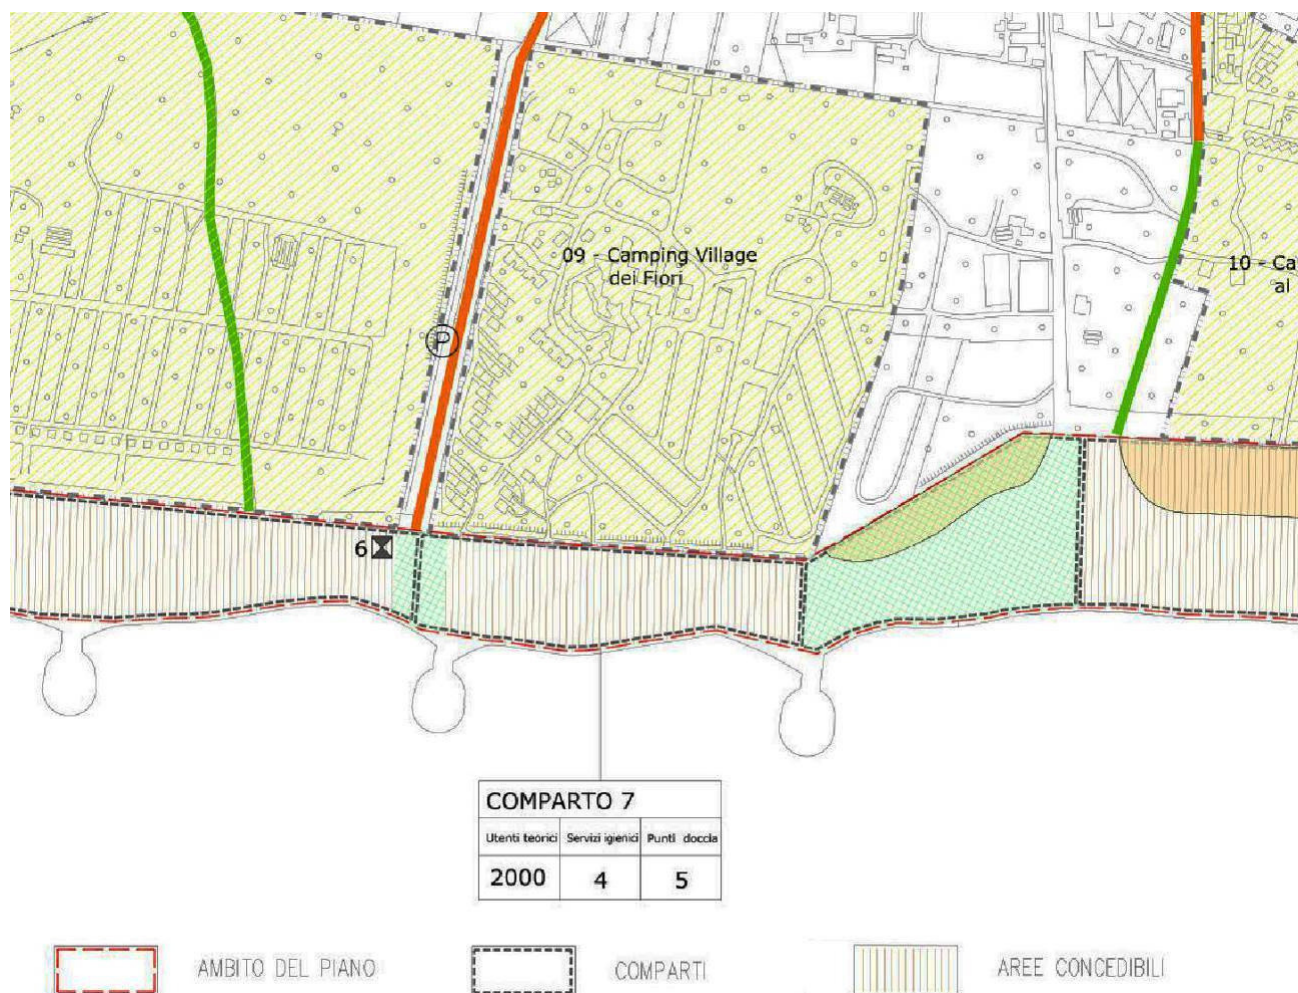 09 - Camping Village
dei Fiori
10 - Ca
al
P
6
COMPARTO 7
Utenti teorici Servizi igienici Punti doccia
2000 4 5
AMBITO DEL PIANO
COMPARTI
AREE CONCEDIBILI